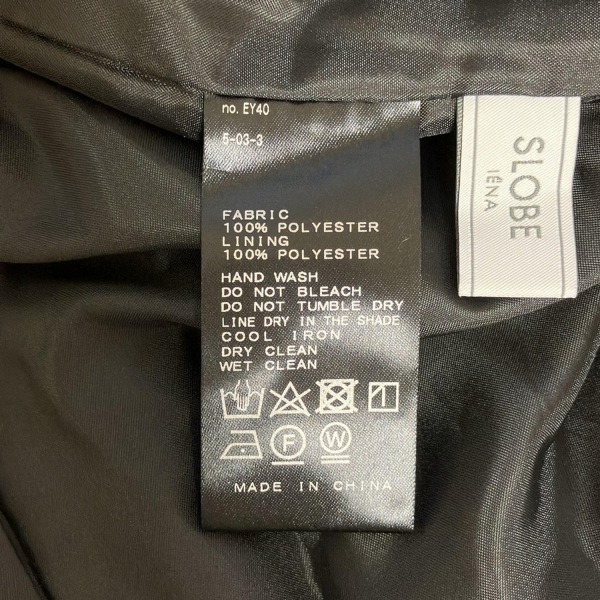 no. EY40
5-03-3
FABRIC
100% POLYESTER
LINING
100% POLYESTER
HAND WASH
DO NOT BLEACH
DO NOT TUMBLE DRY
LINE DRY IN THE SHADE
COOL IRON
DRY CLEAN
WET CLEAN
F
W
MADE IN CHINA
SLOBE
IÉNA